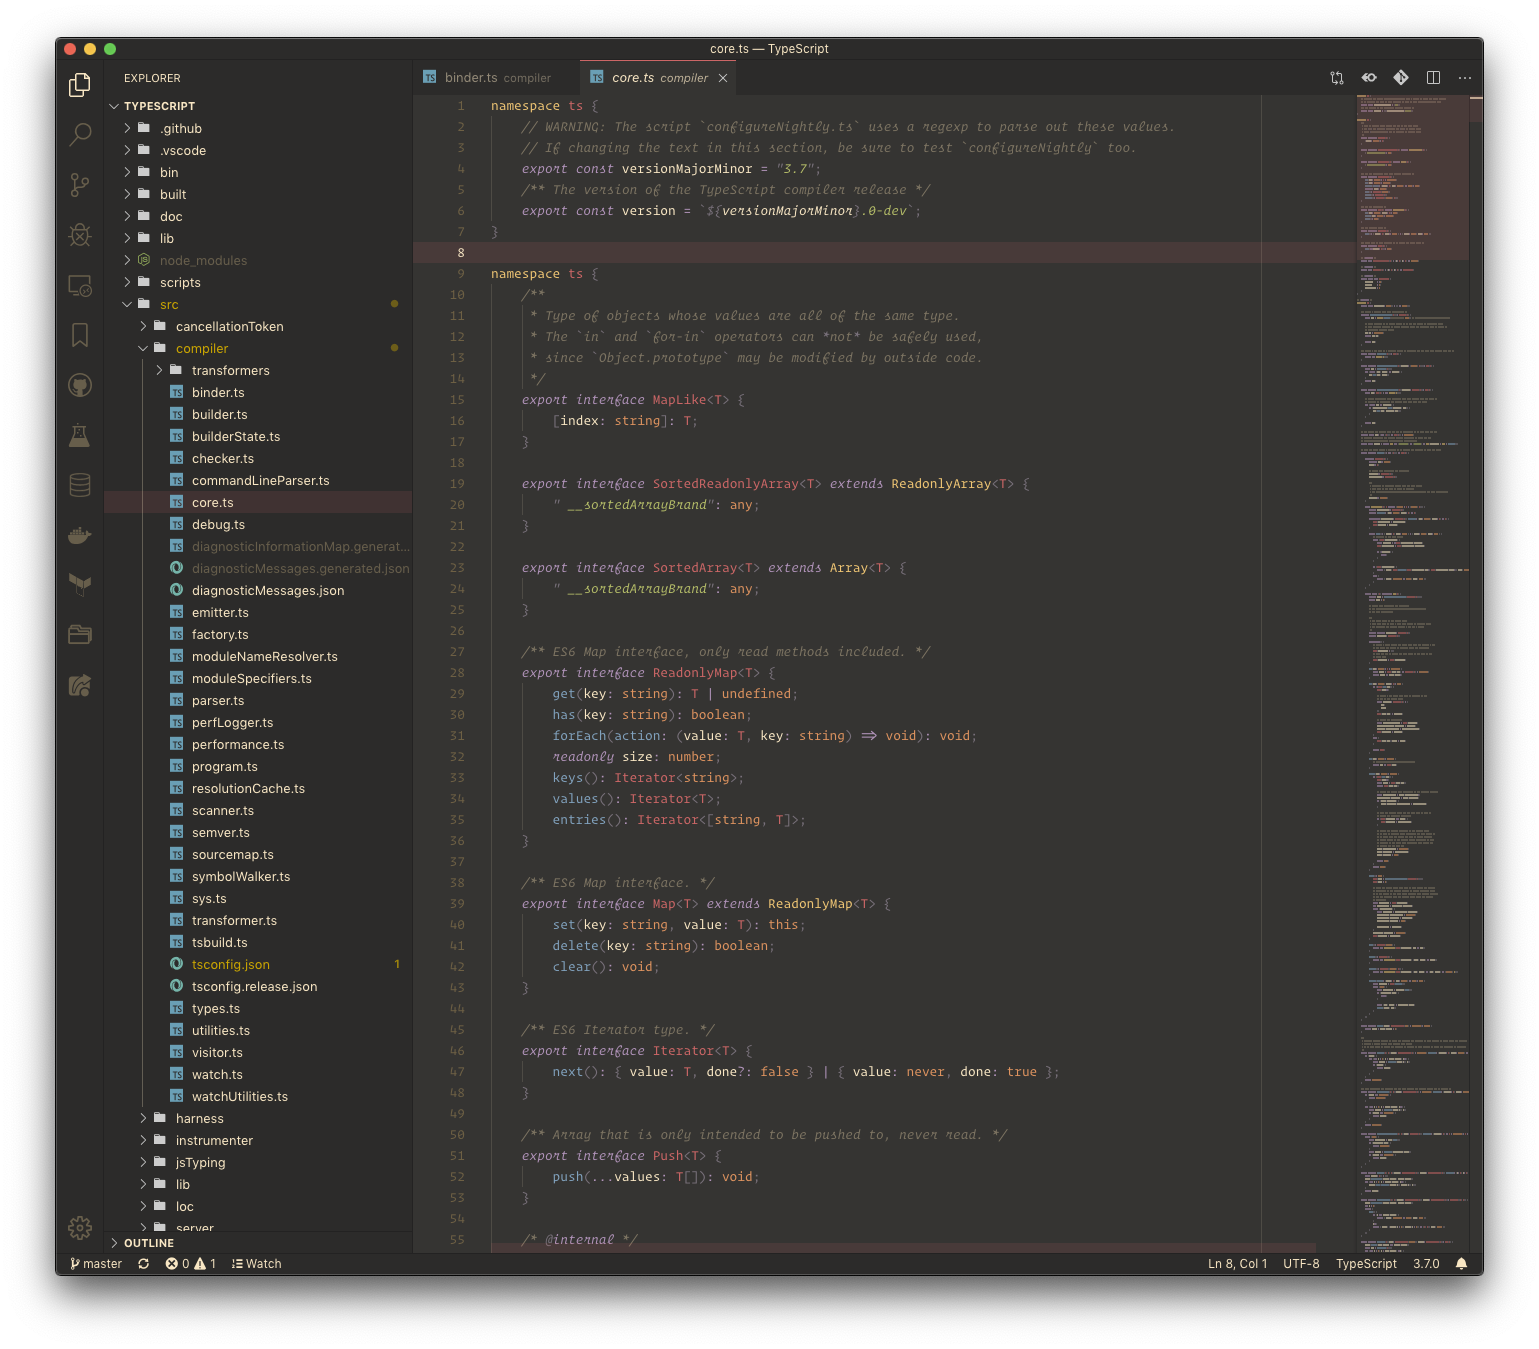 core.ts — TypeScript
EXPLORER
TYPESCRIPT
.github
.vscode
bin
built
doc
lib
node_modules
scripts
src
cancellationToken
compiler
transformers
binder.ts
builder.ts
builderState.ts
checker.ts
commandLineParser.ts
core.ts
debug.ts
diagnosticInformationMap.generat...
diagnosticMessages.generated.json
diagnosticMessages.json
emitter.ts
factory.ts
moduleNameResolver.ts
moduleSpecifiers.ts
parser.ts
perfLogger.ts
performance.ts
program.ts
resolutionCache.ts
scanner.ts
semver.ts
sourcemap.ts
symbolWalker.ts
sys.ts
transformer.ts
tsbuild.ts
tsconfig.json 1
tsconfig.release.json
types.ts
utilities.ts
visitor.ts
watch.ts
watchUtilities.ts
harness
instrumenter
jsTyping
lib
loc
server
OUTLINE
binder.ts compiler
core.ts compiler
1 namespace ts {
2     // WARNING: The script `configureNightly.ts` uses a regexp to parse out these values.
3     // If changing the text in this section, be sure to test `configureNightly` too.
4     export const versionMajorMinor = "3.7";
5     /** The version of the TypeScript compiler release */
6     export const version = `${versionMajorMinor}.0-dev`;
7 }
8
9 namespace ts {
10     /**
11      * Type of objects whose values are all of the same type.
12      * The `in` and `for-in` operators can *not* be safely used,
13      * since `Object.prototype` may be modified by outside code.
14      */
15     export interface MapLike<T> {
16         [index: string]: T;
17     }
18
19     export interface SortedReadonlyArray<T> extends ReadonlyArray<T> {
20         " __sortedArrayBrand": any;
21     }
22
23     export interface SortedArray<T> extends Array<T> {
24         " __sortedArrayBrand": any;
25     }
26
27     /** ES6 Map interface, only read methods included. */
28     export interface ReadonlyMap<T> {
29         get(key: string): T | undefined;
30         has(key: string): boolean;
31         forEach(action: (value: T, key: string) => void): void;
32         readonly size: number;
33         keys(): Iterator<string>;
34         values(): Iterator<T>;
35         entries(): Iterator<[string, T]>;
36     }
37
38     /** ES6 Map interface. */
39     export interface Map<T> extends ReadonlyMap<T> {
40         set(key: string, value: T): this;
41         delete(key: string): boolean;
42         clear(): void;
43     }
44
45     /** ES6 Iterator type. */
46     export interface Iterator<T> {
47         next(): { value: T, done?: false } | { value: never, done: true };
48     }
49
50     /** Array that is only intended to be pushed to, never read. */
51     export interface Push<T> {
52         push(...values: T[]): void;
53     }
54
55     /* @internal */
master 0 1 Watch
Ln 8, Col 1 UTF-8 TypeScript 3.7.0